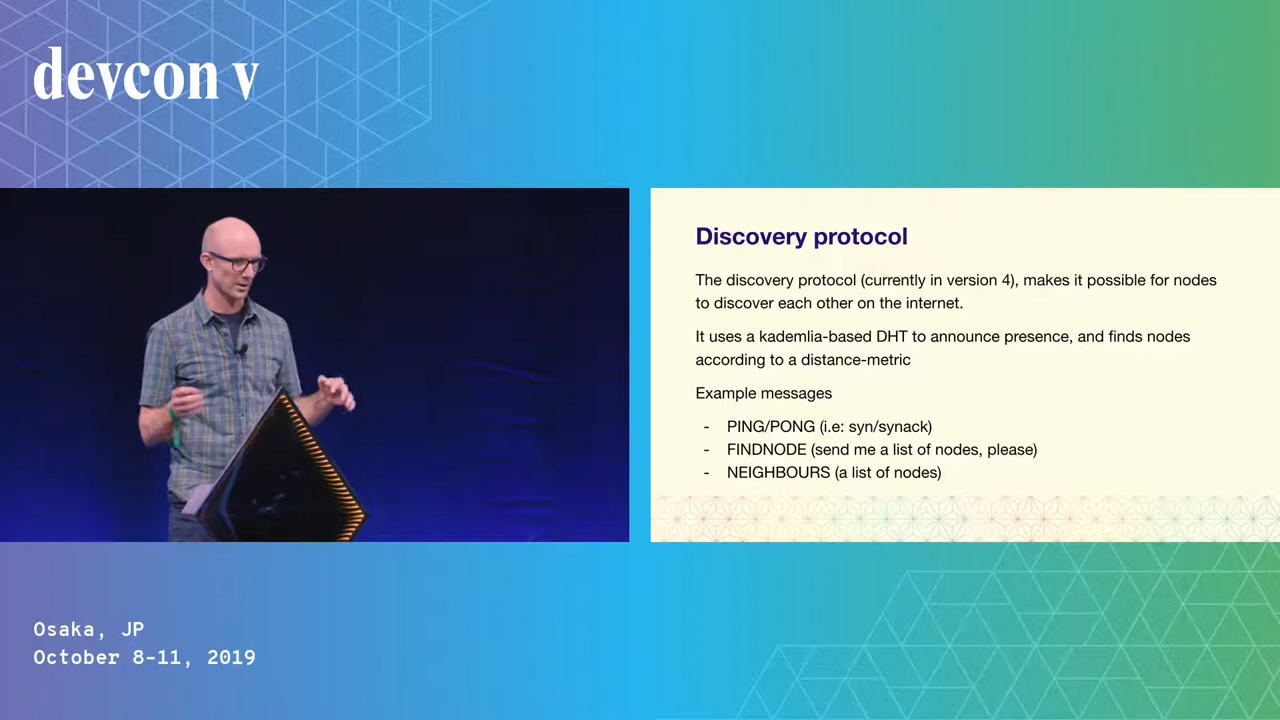 devcon v
Discovery protocol
The discovery protocol (currently in version 4), makes it possible for nodes
to discover each other on the internet.
It uses a kademlia-based DHT to announce presence, and finds nodes
according to a distance-metric
Example messages
- PING/PONG (i.e: syn/synack)
- FINDNODE (send me a list of nodes, please)
- NEIGHBOURS (a list of nodes)
Osaka, JP
October 8-11, 2019